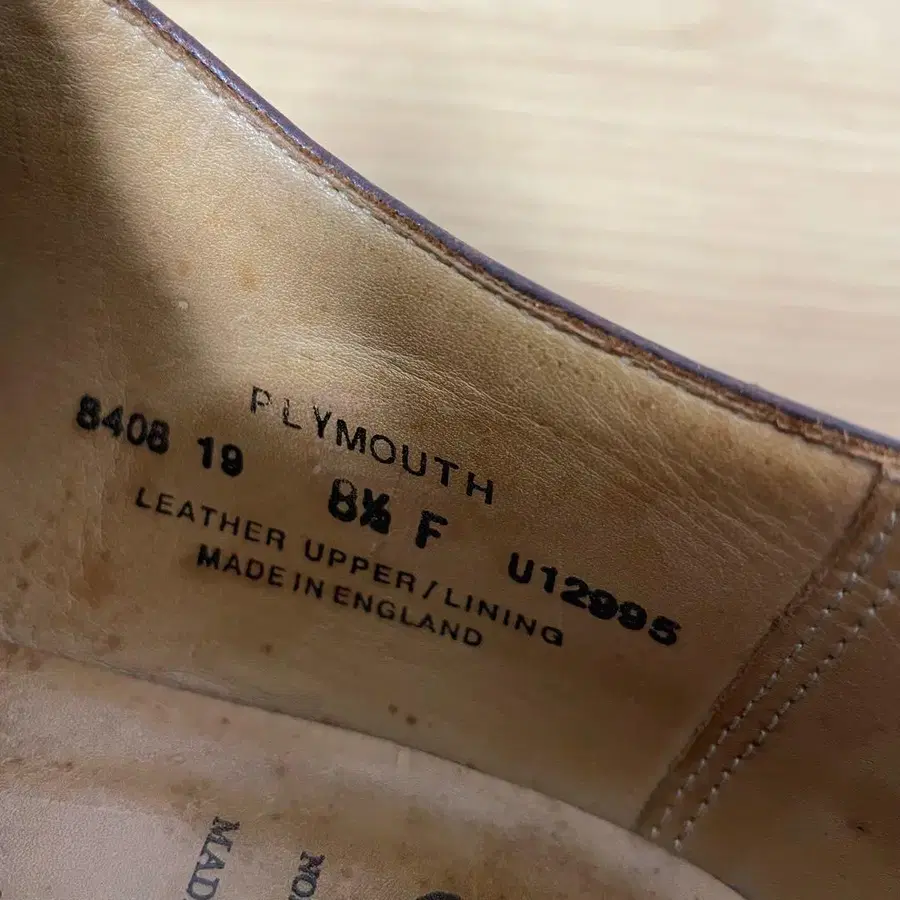 PLYMOUTH
8408 19 8½ F U12995
LEATHER UPPER/LINING
MADE IN ENGLAND